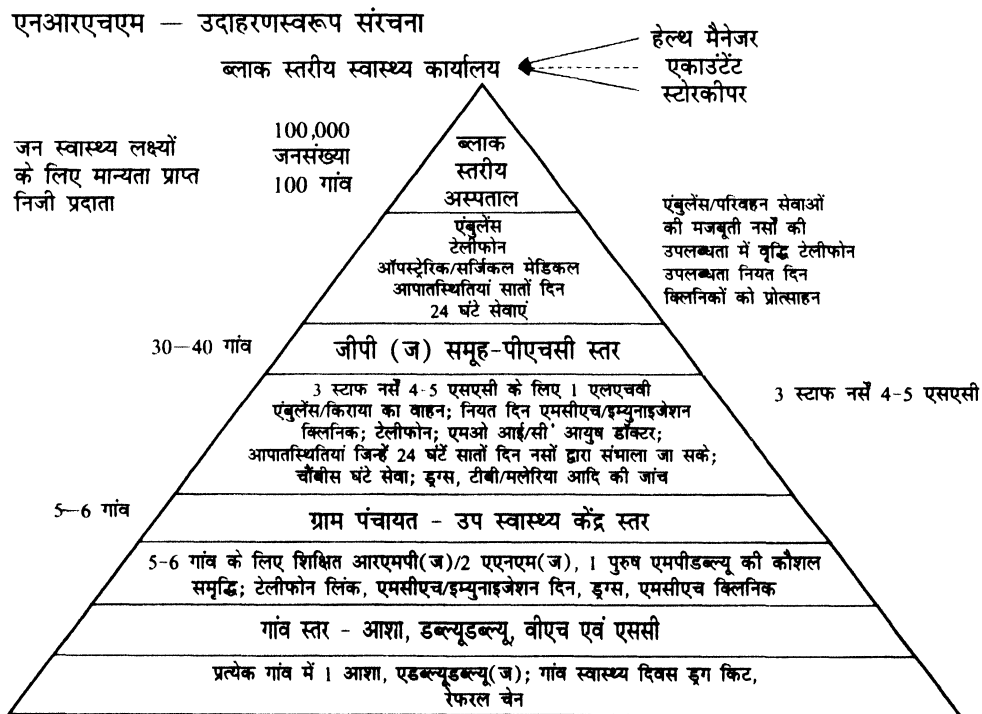 एनआरएचएम — उदाहरणस्वरूप संरचना
ब्लाक स्तरीय स्वास्थ्य कार्यालय
हेल्थ मैनेजर
एकाउंटेंट
स्टोरकीपर
जन स्वास्थ्य लक्ष्यों
के लिए मान्यता प्राप्त
निजी प्रदाता
100,000
जनसंख्या
100 गांव
ब्लाक
स्तरीय
अस्पताल
एंबुलेंस
टेलीफोन
ऑपस्ट्रेरिक/सर्जिकल मेडिकल
आपातस्थितियां सातों दिन
24 घंटे सेवाएं
एंबुलेंस/परिवहन सेवाओं
की मजबूती नर्सों की
उपलब्धता में वृद्धि टेलीफोन
उपलब्धता नियत दिन
क्लिनिकों को प्रोत्साहन
30—40 गांव
जीपी (ज) समूह-पीएचसी स्तर
3 स्टाफ नर्सें 4-5 एसएसी के लिए 1 एलएचवी
एंबुलेंस/किराया का वाहन; नियत दिन एमसीएच/इम्युनाइजेशन
क्लिनिक; टेलीफोन; एमओ आई/सी' आयुष डॉक्टर;
आपातस्थितियां जिन्हें 24 घंटें सातों दिन नर्सो द्वारा संभाला जा सके;
चौंबीस घंटे सेवा; ड्रग्स, टीबी/मलेरिया आदि की जांच
3 स्टाफ नर्सें 4-5 एसएसी
5—6 गांव
ग्राम पंचायत - उप स्वास्थ्य केंद्र स्तर
5-6 गांव के लिए शिक्षित आरएमपी(ज)/2 एएनएम(ज), 1 पुरुष एमपीडब्ल्यू की कौशल
समृद्धि; टेलीफोन लिंक, एमसीएच/इम्युनाइजेशन दिन, ड्रग्स, एमसीएच क्लिनिक
गांव स्तर - आशा, डब्ल्यूडब्ल्यू, वीएच एवं एससी
प्रत्येक गांव में 1 आशा, एडब्ल्यूडब्ल्यू(ज); गांव स्वास्थ्य दिवस ड्रग किट,
रेफरल चेन